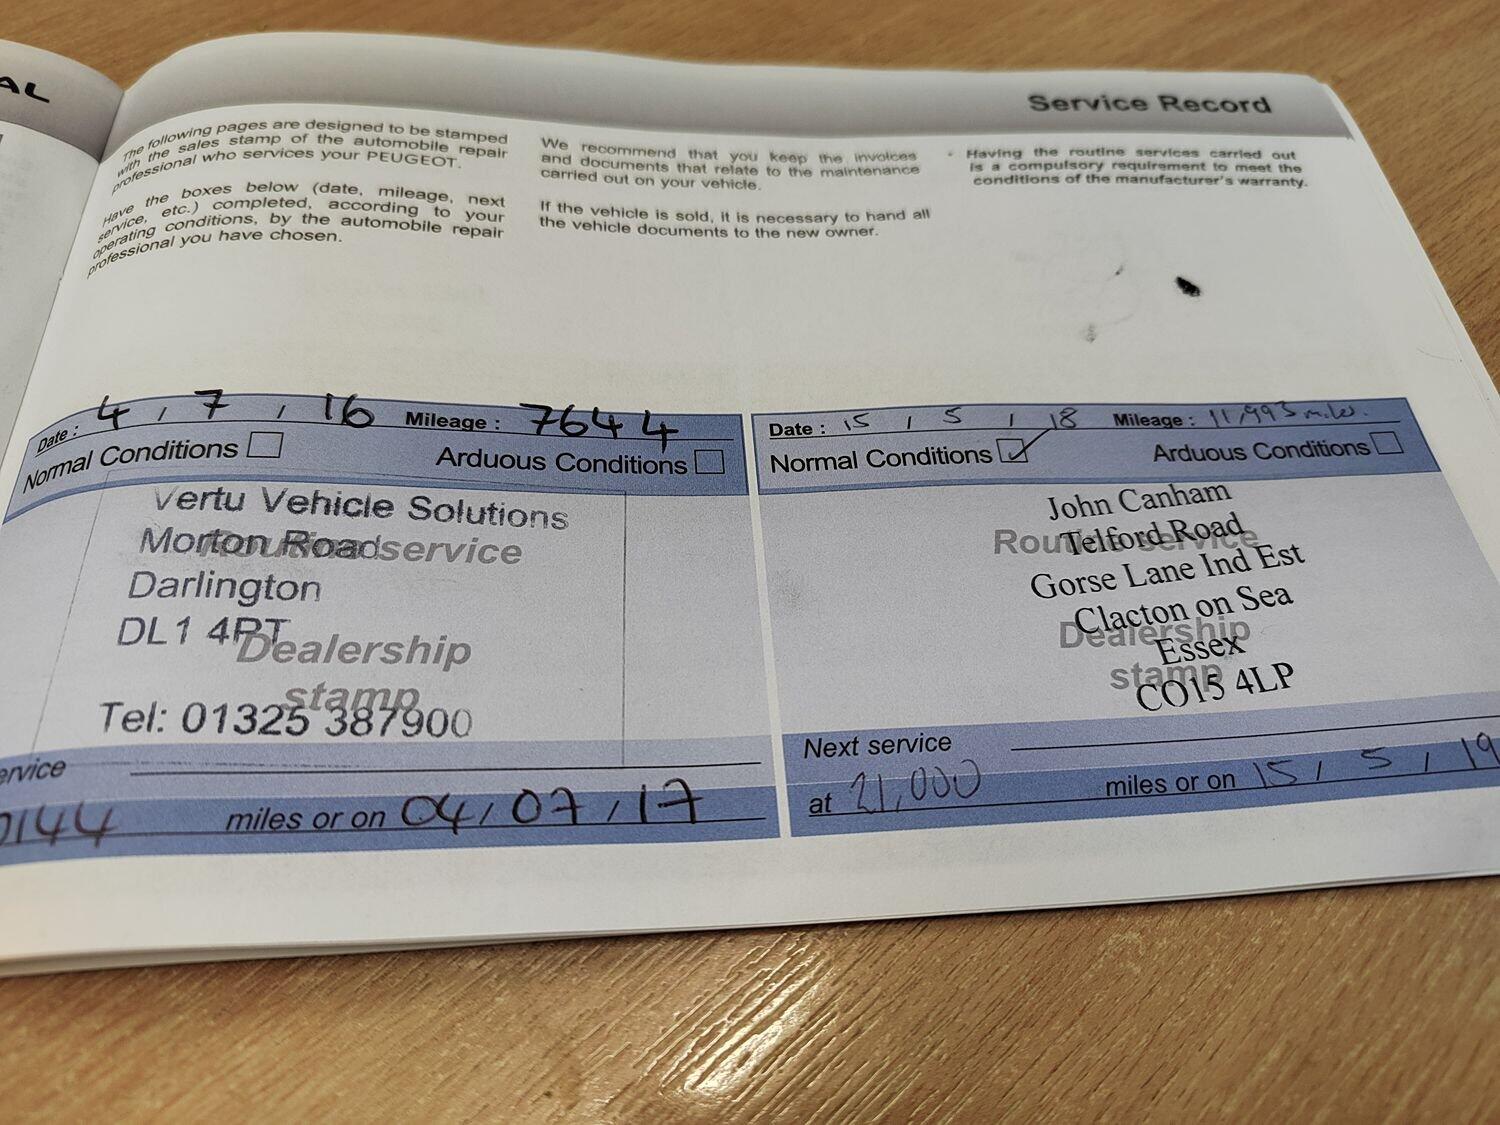 AL
Service Record
The following pages are designed to be stamped
with the sales stamp of the automobile repair
professional who services your PEUGEOT.
Have the boxes below (date, mileage, next
service, etc.) completed, according to your
operating conditions, by the automobile repair
professional you have chosen.
We recommend that you keep the invoices
and documents that relate to the maintenance
carried out on your vehicle.
If the vehicle is sold, it is necessary to hand all
the vehicle documents to the new owner.
Having the routine services carried out
is a compulsory requirement to meet the
conditions of the manufacturer's warranty.
Date : 4 / 7 / 16 Mileage : 7644
Normal Conditions Arduous Conditions
Vertu Vehicle Solutions
Morton Road
Routine service
Darlington
DL1 4PT
Dealership
stamp
Tel: 01325 387900
ervice
144 miles or on 04/07/17
Date : 15 / 5 / 18 Mileage : 11,993 miles.
Normal Conditions Arduous Conditions
John Canham
Telford Road
Routine service
Gorse Lane Ind Est
Clacton on Sea
Dealership
Essex
stamp
CO15 4LP
Next service
at 21,000 miles or on 15 / 5 / 19